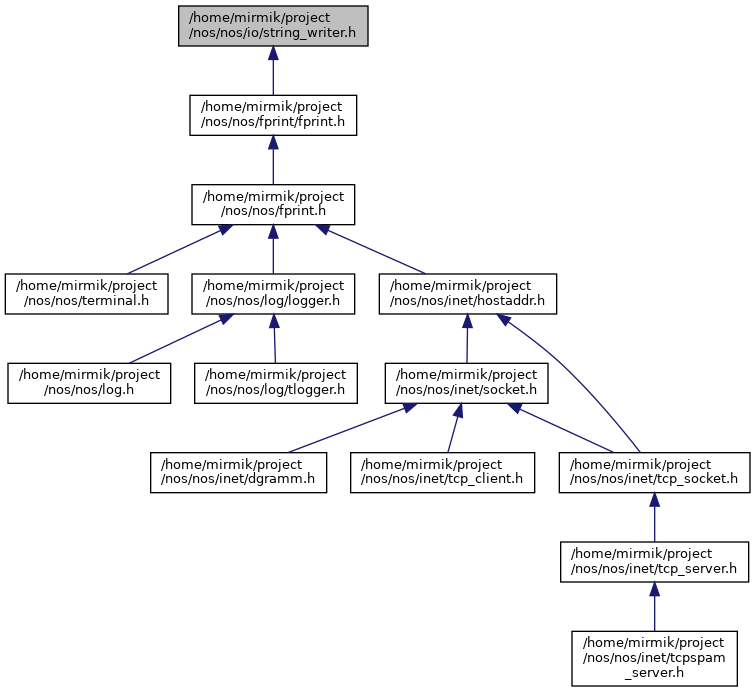 /home/mirmik/project
/nos/nos/io/string_writer.h
/home/mirmik/project
/nos/nos/fprint/fprint.h
/home/mirmik/project
/nos/nos/fprint.h
/home/mirmik/project
/nos/nos/terminal.h
/home/mirmik/project
/nos/nos/log/logger.h
/home/mirmik/project
/nos/nos/inet/hostaddr.h
/home/mirmik/project
/nos/nos/log.h
/home/mirmik/project
/nos/nos/log/tlogger.h
/home/mirmik/project
/nos/nos/inet/socket.h
/home/mirmik/project
/nos/nos/inet/dgramm.h
/home/mirmik/project
/nos/nos/inet/tcp_client.h
/home/mirmik/project
/nos/nos/inet/tcp_socket.h
/home/mirmik/project
/nos/nos/inet/tcp_server.h
/home/mirmik/project
/nos/nos/inet/tcpspam
_server.h